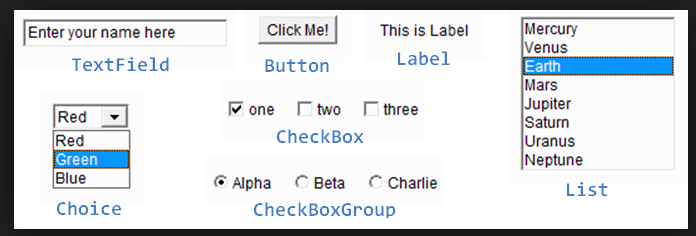 Enter your name here
TextField
Click Me!
Button
This is Label
Label
Mercury
Venus
Earth
Mars
Jupiter
Saturn
Uranus
Neptune
List
Red
Red
Green
Blue
Choice
one two three
CheckBox
Alpha Beta Charlie
CheckBoxGroup